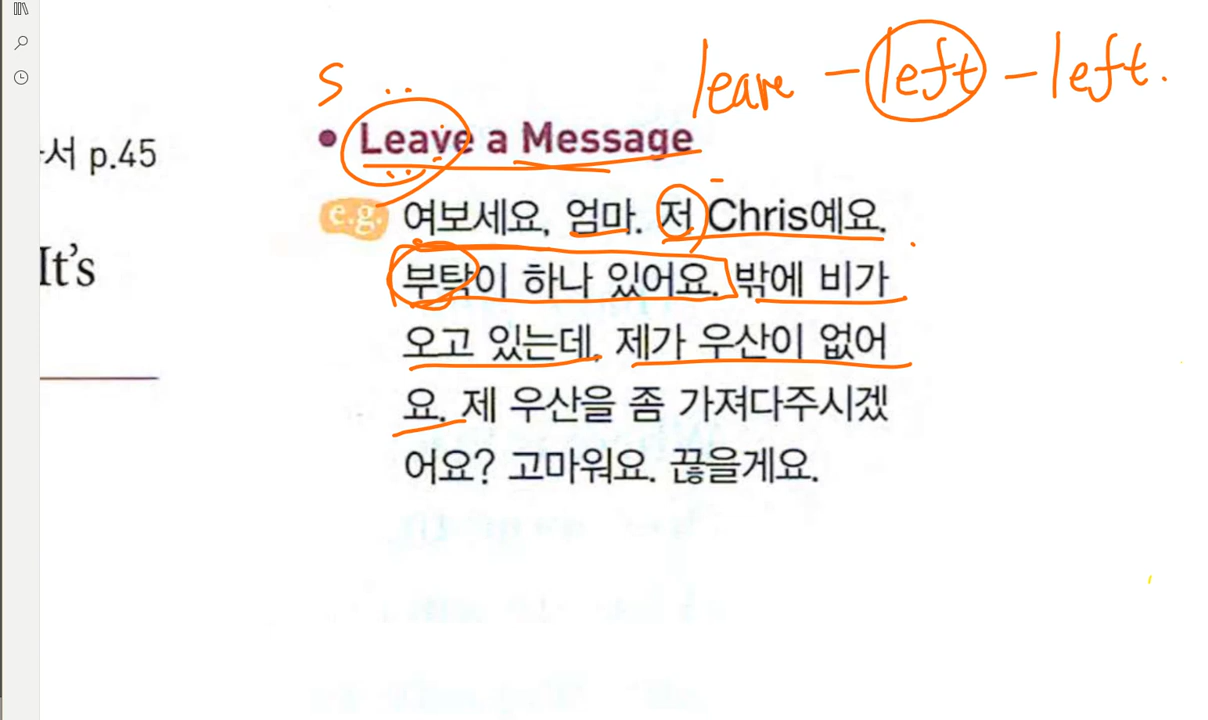 s
leave - left - left.
• Leave a Message
서 p.45
e.g. 여보세요, 엄마. 저 Chris예요.
부탁이 하나 있어요. 밖에 비가
It's
오고 있는데, 제가 우산이 없어
요. 제 우산을 좀 가져다주시겠
어요? 고마워요. 끊을게요.